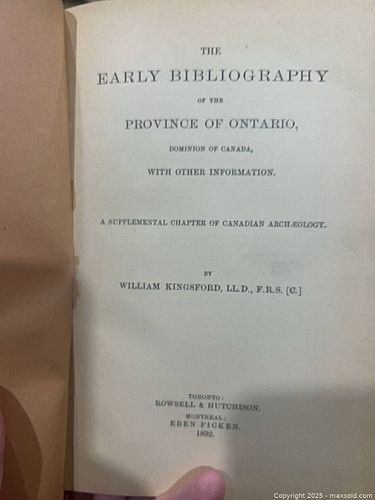 THE
EARLY BIBLIOGRAPHY
OF THE
PROVINCE OF ONTARIO,
DOMINION OF CANADA,
WITH OTHER INFORMATION.
A SUPPLEMENTAL CHAPTER OF CANADIAN ARCHÆOLOGY.
BY
WILLIAM KINGSFORD, LL.D., F.R.S. [C.]
TORONTO:
ROWSELL & HUTCHISON.
MONTREAL:
EBEN PICKEN.
1892.
Copyright 2025 - maxsold.com